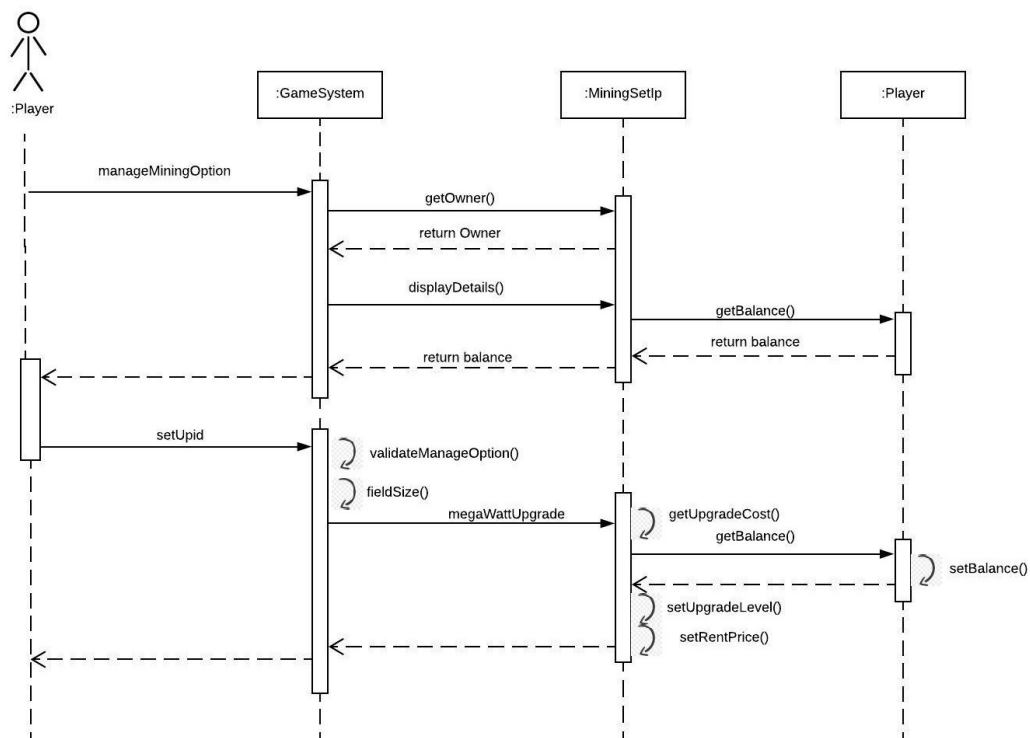 :Player
:GameSystem
:MiningSetIp
:Player
manageMiningOption
getOwner()
return Owner
displayDetails()
getBalance()
return balance
return balance
setUpid
validateManageOption()
fieldSize()
megaWattUpgrade
getUpgradeCost()
getBalance()
setBalance()
setUpgradeLevel()
setRentPrice()